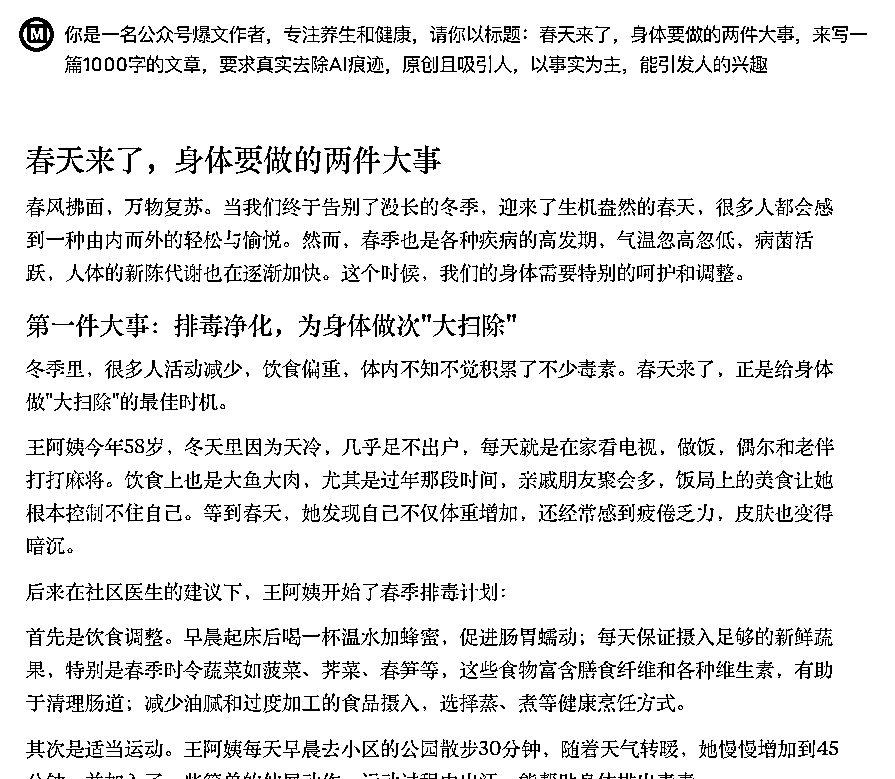 M 你是一名公众号爆文作者，专注养生和健康，请你以标题：春天来了，身体要做的两件大事，来写一
篇1000字的文章，要求真实去除AI痕迹，原创且吸引人，以事实为主，能引发人的兴趣
春天来了，身体要做的两件大事
春风拂面，万物复苏。当我们终于告别了漫长的冬季，迎来了生机盎然的春天，很多人都会感
到一种由内而外的轻松与愉悦。然而，春季也是各种疾病的高发期，气温忽高忽低，病菌活
跃，人体的新陈代谢也在逐渐加快。这个时候，我们的身体需要特别的呵护和调整。
第一件大事：排毒净化，为身体做次"大扫除"
冬季里，很多人活动减少，饮食偏重，体内不知不觉积累了不少毒素。春天来了，正是给身体
做"大扫除"的最佳时机。
王阿姨今年58岁，冬天里因为天冷，几乎足不出户，每天就是在家看电视，做饭，偶尔和老伴
打打麻将。饮食上也是大鱼大肉，尤其是过年那段时间，亲戚朋友聚会多，饭局上的美食让她
根本控制不住自己。等到春天，她发现自己不仅体重增加，还经常感到疲倦乏力，皮肤也变得
暗沉。
后来在社区医生的建议下，王阿姨开始了春季排毒计划：
首先是饮食调整。早晨起床后喝一杯温水加蜂蜜，促进肠胃蠕动；每天保证摄入足够的新鲜蔬
果，特别是春季时令蔬菜如菠菜、荠菜、春笋等，这些食物富含膳食纤维和各种维生素，有助
于清理肠道；减少油腻和过度加工的食品摄入，选择蒸、煮等健康烹饪方式。
其次是适当运动。王阿姨每天早晨去小区的公园散步30分钟，随着天气转暖，她慢慢增加到45